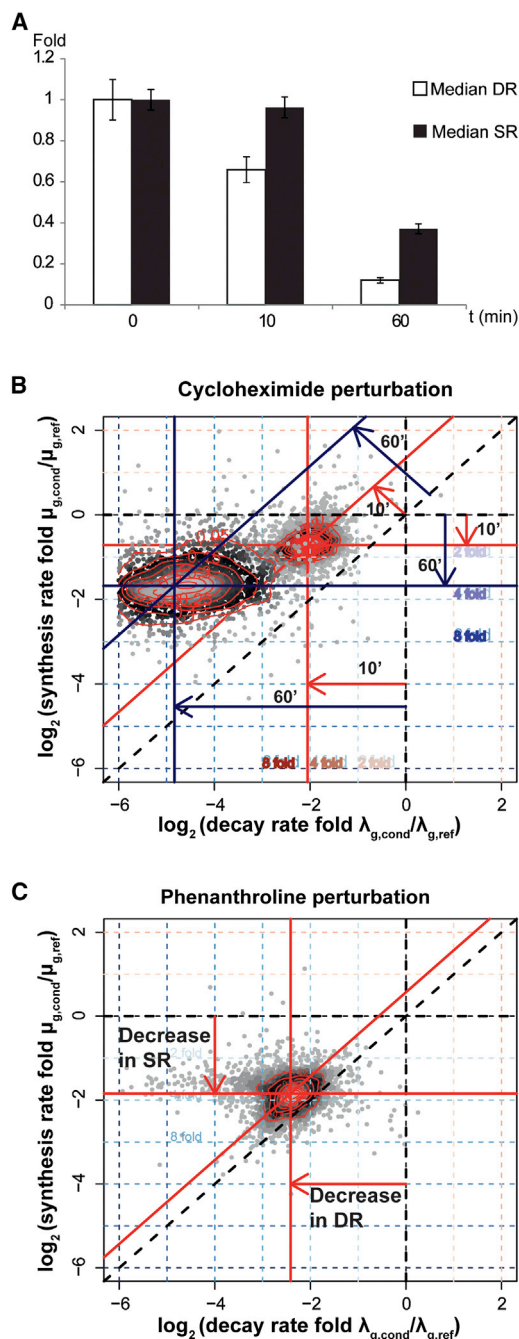 A
Fold
1.2
1
0.8
0.6
0.4
0.2
0
0
10
60
t (min)
Median DR
Median SR
B
Cycloheximide perturbation
log2 (synthesis rate fold μg,cond/μg,ref)
2
0
−2
−4
−6
60'
10'
10'
60'
2 fold
4 fold
8 fold
10'
60'
8 fold
4 fold
2 fold
−6
−4
−2
0
2
log2 (decay rate fold λg,cond/λg,ref)
C
Phenanthroline perturbation
log2 (synthesis rate fold μg,cond/μg,ref)
2
0
−2
−4
−6
Decrease
in SR
8 fold
Decrease
in DR
−6
−4
−2
0
2
log2 (decay rate fold λg,cond/λg,ref)